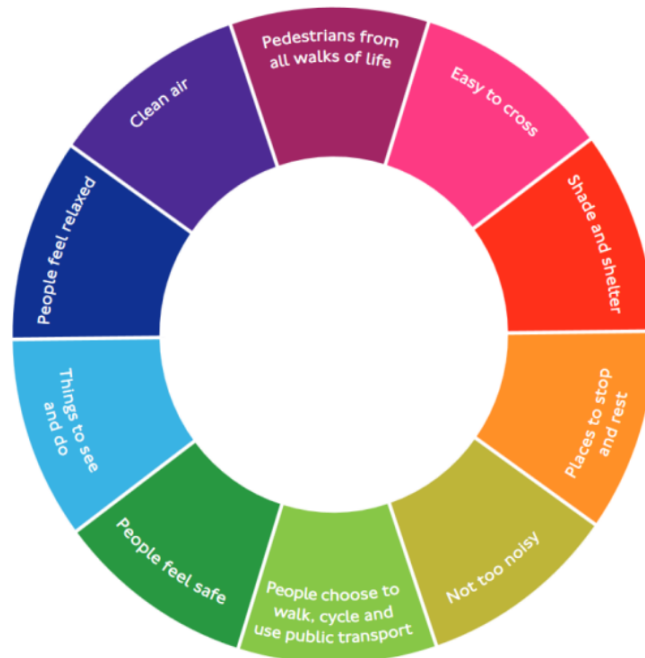 Pedestrians from
all walks of life
Easy to cross
Shade and shelter
Places to stop
and rest
Not too noisy
People choose to
walk, cycle and
use public transport
People feel safe
Things to see
and do
People feel relaxed
Clean air